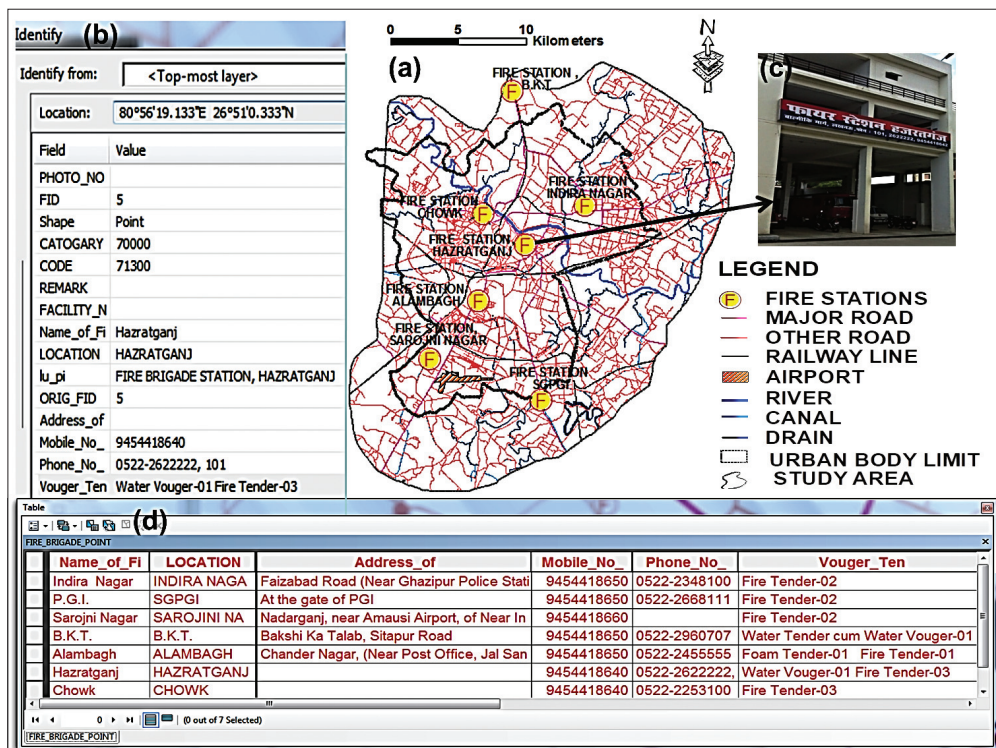 Identify (b)
Identify from: <Top-most layer>
Location: 80°56'19.133"E 26°51'0.333"N
Field Value
PHOTO_NO
FID 5
Shape Point
CATOGARY 70000
CODE 71300
REMARK
FACILITY_N
Name_of_Fi Hazratganj
LOCATION HAZRATGANJ
lu_pi FIRE BRIGADE STATION, HAZRATGANJ
ORIG_FID 5
Address_of
Mobile_No_ 9454418640
Phone_No_ 0522-2622222, 101
Vouger_Ten Water Vouger-01 Fire Tender-03
0 5 10
Kilometers
(a)
N
FIRE STATION ,
B.K.T.
F
FIRE STATION
INDIRA NAGAR
F
FIRE STATION
CHOWK
F
FIRE STATION,
HAZRATGANJ
F
FIRE STATION
ALAMBAGH
F
FIRE STATION,
SAROJINI NAGAR
F
FIRE STATION
SGPGI
F
(c)
फायर स्टेशन हजरतगंज
LEGEND
F FIRE STATIONS
MAJOR ROAD
OTHER ROAD
RAILWAY LINE
AIRPORT
RIVER
CANAL
DRAIN
URBAN BODY LIMIT
STUDY AREA
Table
(d)
FIRE_BRIGADE_POINT
Name_of_Fi LOCATION Address_of Mobile_No_ Phone_No_ Vouger_Ten
Indira Nagar INDIRA NAGA Faizabad Road (Near Ghazipur Police Stati 9454418650 0522-2348100 Fire Tender-02
P.G.I. SGPGI At the gate of PGI 9454418650 0522-2668111 Fire Tender-02
Sarojni Nagar SAROJINI NA Nadarganj, near Amausi Airport, of Near In 9454418660 Fire Tender-02
B.K.T. B.K.T. Bakshi Ka Talab, Sitapur Road 9454418650 0522-2960707 Water Tender cum Water Vouger-01
Alambagh ALAMBAGH Chander Nagar, (Near Post Office, Jal San 9454418650 0522-2455555 Foam Tender-01 Fire Tender-01
Hazratganj HAZRATGANJ 9454418640 0522-2622222, Water Vouger-01 Fire Tender-03
Chowk CHOWK 9454418640 0522-2253100 Fire Tender-03
0 (0 out of 7 Selected)
FIRE_BRIGADE_POINT